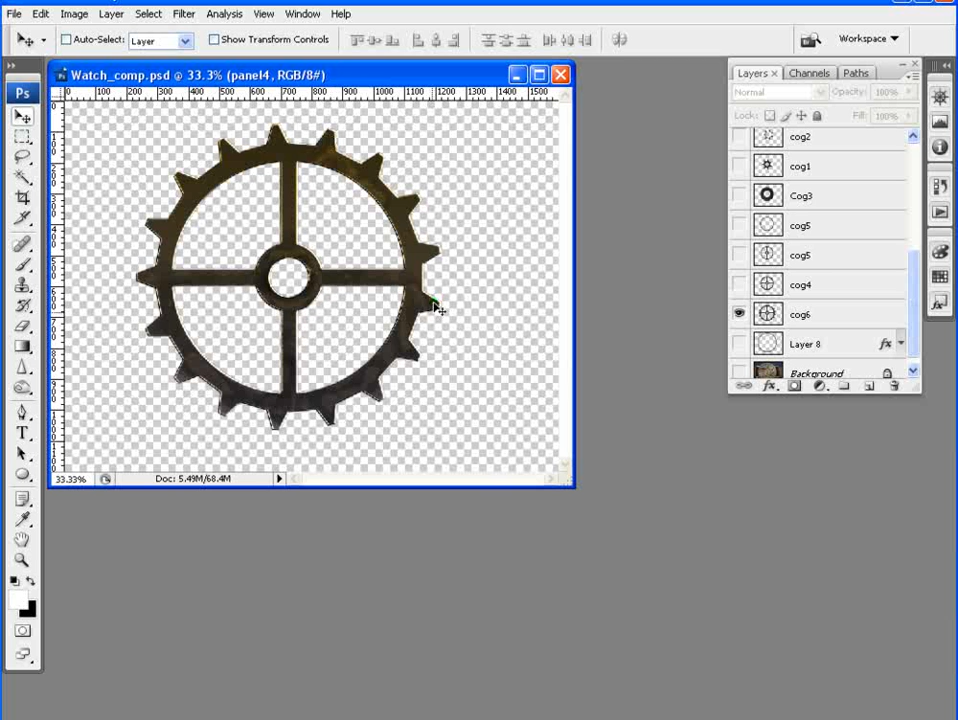 File Edit Image Layer Select Filter Analysis View Window Help
Auto-Select: Layer Show Transform Controls Workspace
Ps
Watch_comp.psd @ 33.3% (panel4, RGB/8#)
0 100 200 300 400 500 600 700 800 900 1000 1100 1200 1300 1400 1500
33.33% Doc: 5.49M/68.4M
Layers Channels Paths
Normal Opacity: 100%
Lock: Fill: 100%
cog2
cog1
Cog3
cog5
cog5
cog4
cog6
Layer 8 fx
Background
fx
T